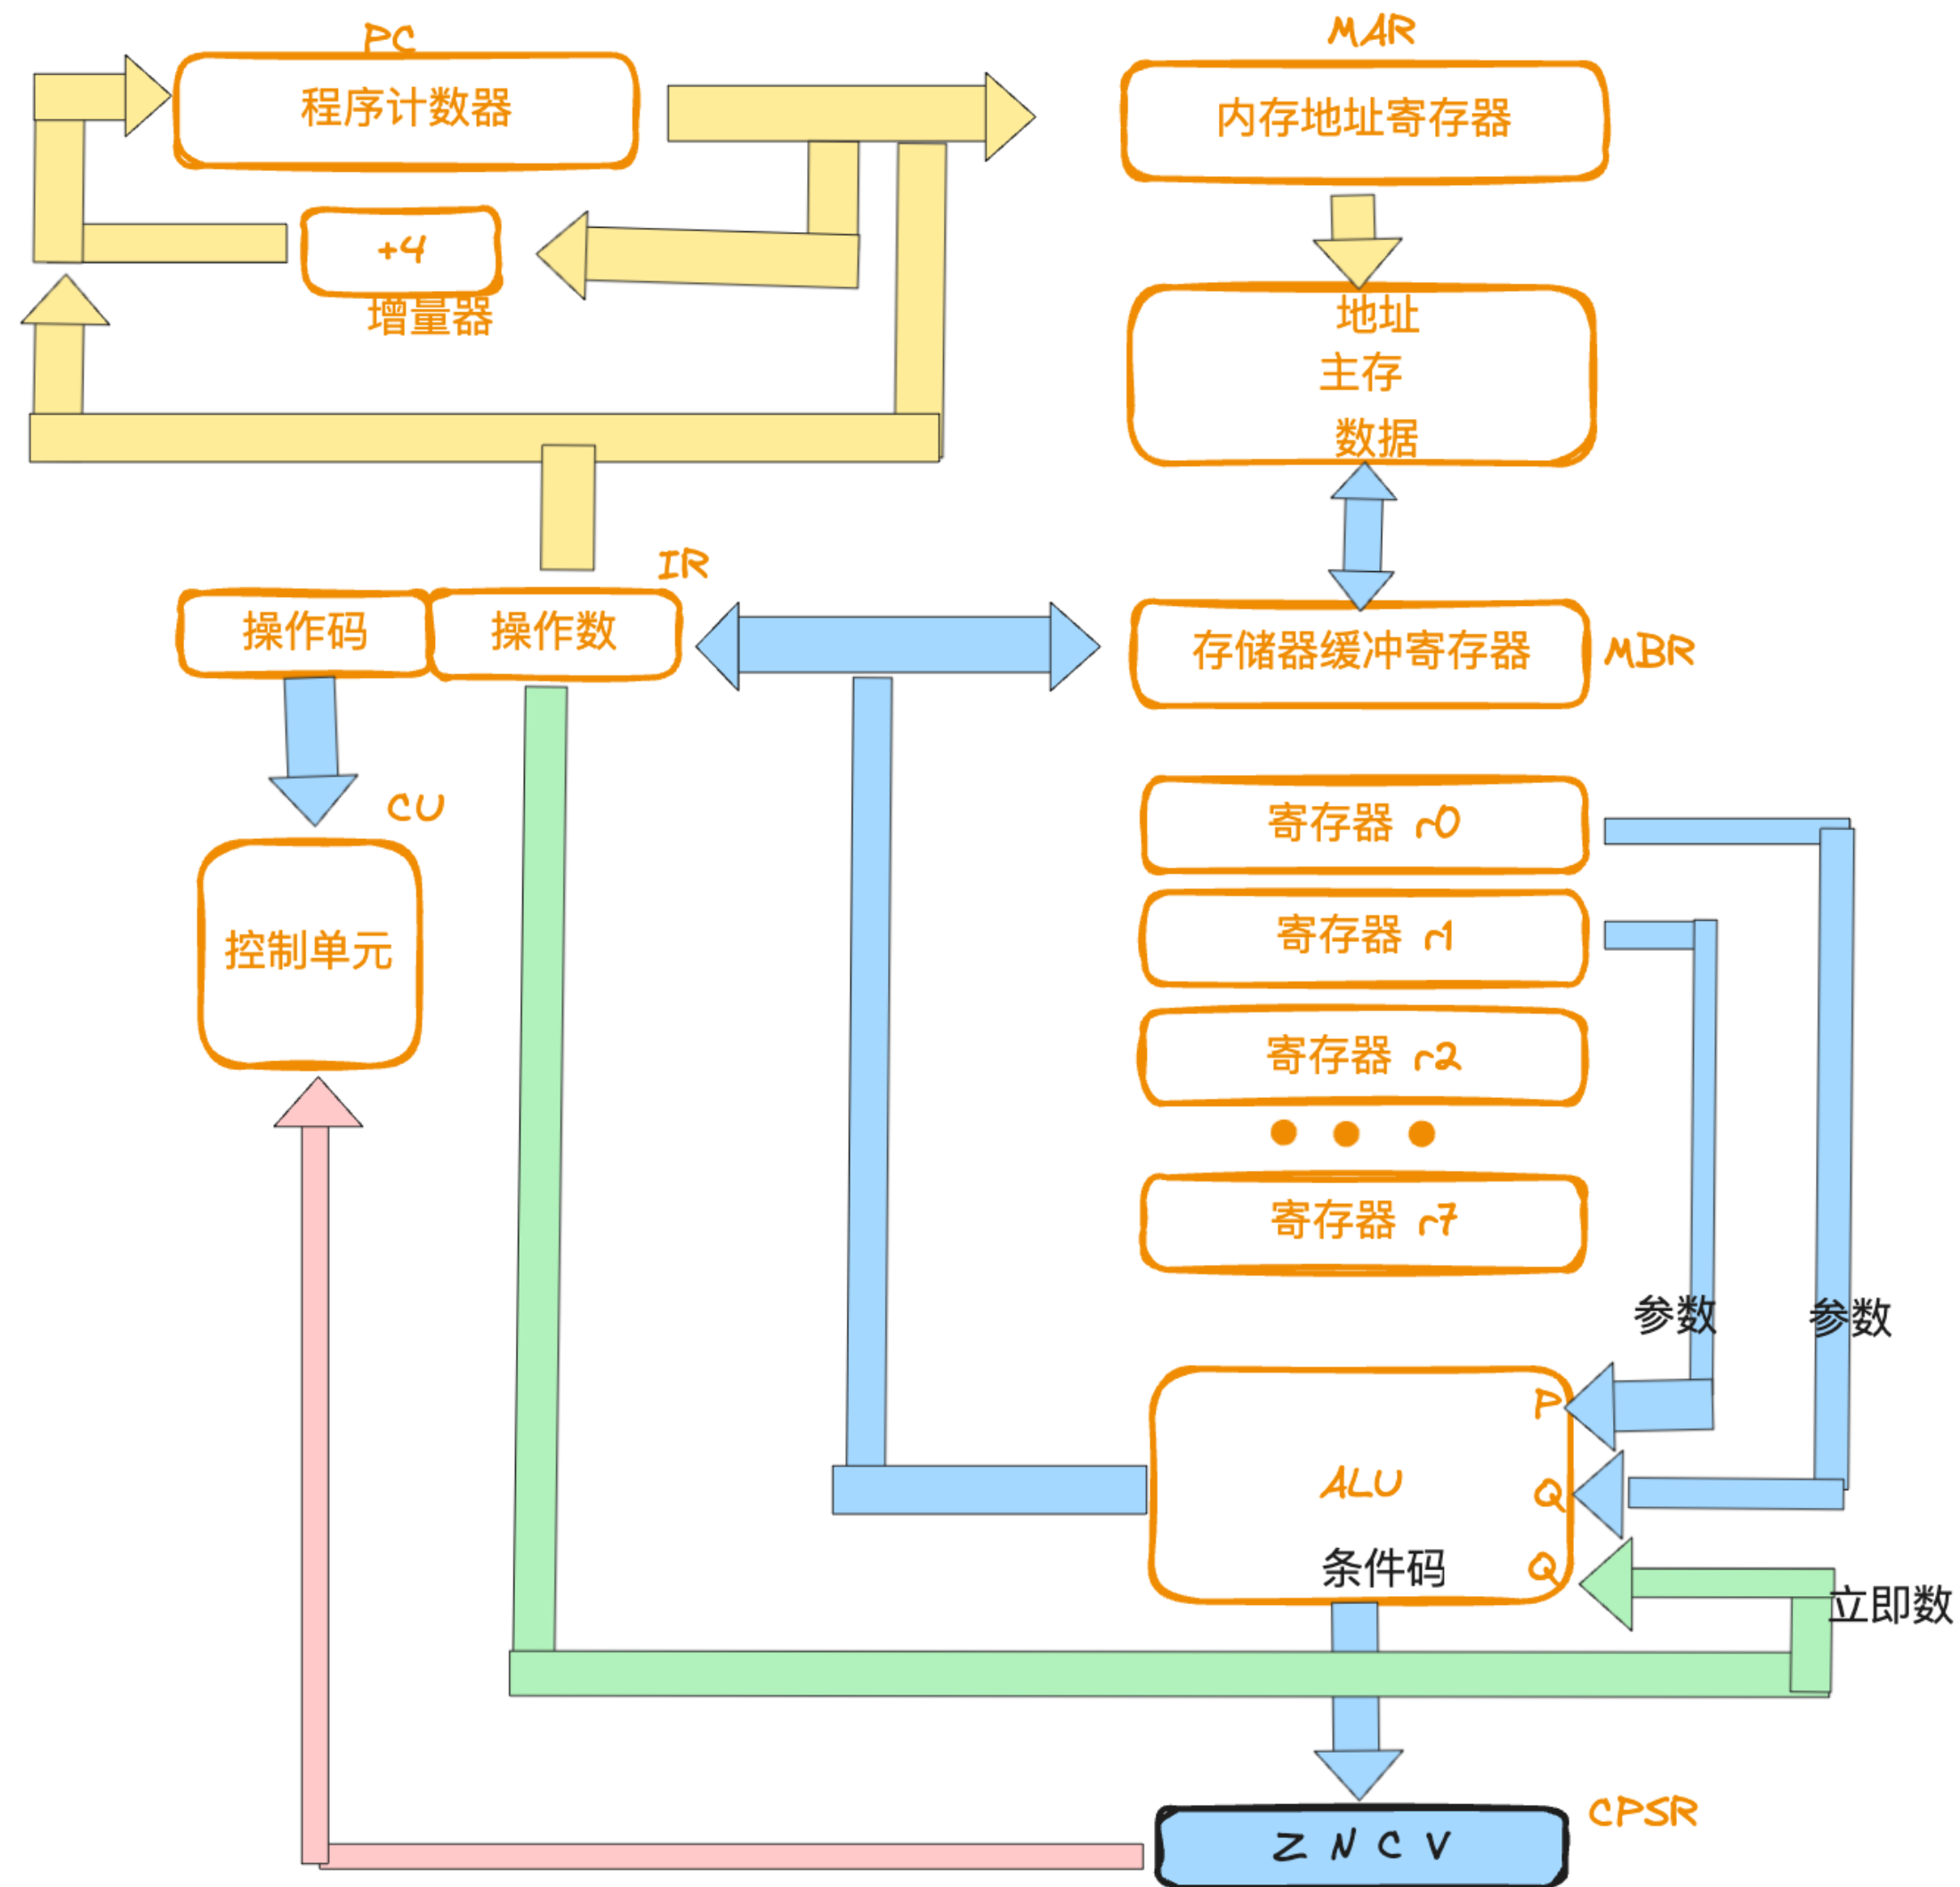 PC
程序计数器
MAR
内存地址寄存器
+4
增量器
地址
主存
数据
IR
操作码
操作数
存储器缓冲寄存器
MBR
CU
控制单元
寄存器 r0
寄存器 r1
寄存器 r2
寄存器 r7
参数
参数
P
ALU
Q
条件码
Q
立即数
CPSR
Z N C V